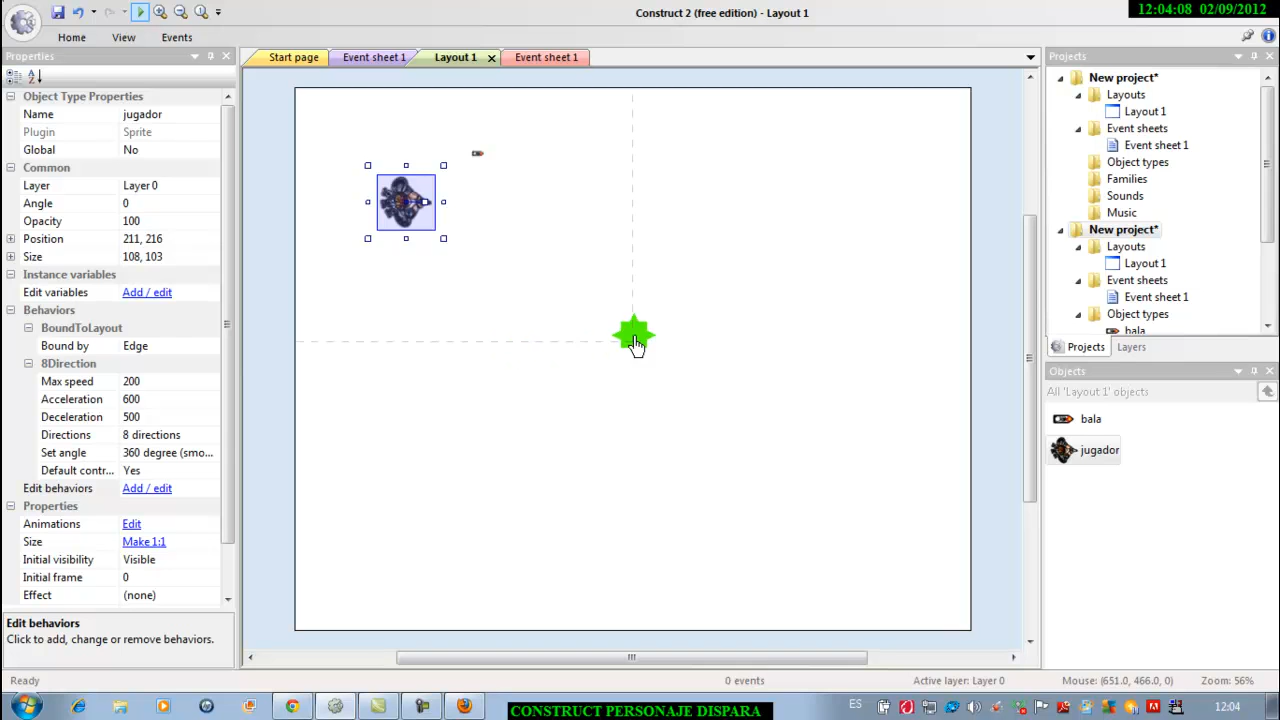 12:04:08 02/09/2012
Construct 2 (free edition) - Layout 1
Home View Events
Properties
Start page
Event sheet 1
Layout 1
Event sheet 1
Projects
Object Type Properties
Name jugador
Plugin Sprite
Global No
Common
Layer Layer 0
Angle 0
Opacity 100
Position 211, 216
Size 108, 103
Instance variables
Edit variables Add / edit
Behaviors
BoundToLayout
Bound by Edge
8Direction
Max speed 200
Acceleration 600
Deceleration 500
Directions 8 directions
Set angle 360 degree (smo...
Default contr... Yes
Edit behaviors Add / edit
Properties
Animations Edit
Size Make 1:1
Initial visibility Visible
Initial frame 0
Effect (none)
Edit behaviors
Click to add, change or remove behaviors.
New project*
Layouts
Layout 1
Event sheets
Event sheet 1
Object types
Families
Sounds
Music
New project*
Layouts
Layout 1
Event sheets
Event sheet 1
Object types
bala
Projects Layers
Objects
All 'Layout 1' objects
bala
jugador
Ready
0 events
Active layer: Layer 0
Mouse: (651.0, 466.0, 0)
Zoom: 56%
ES
12:04
CONSTRUCT PERSONAJE DISPARA